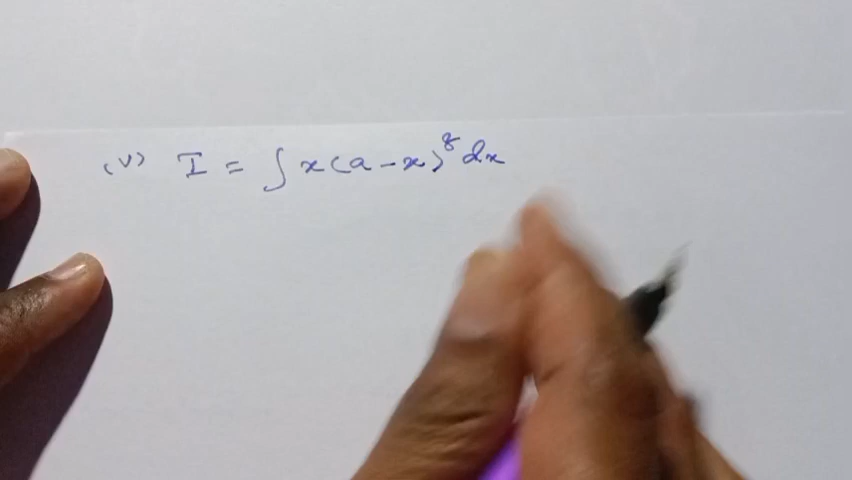 (v) I = ∫ x(a-x)⁸ dx